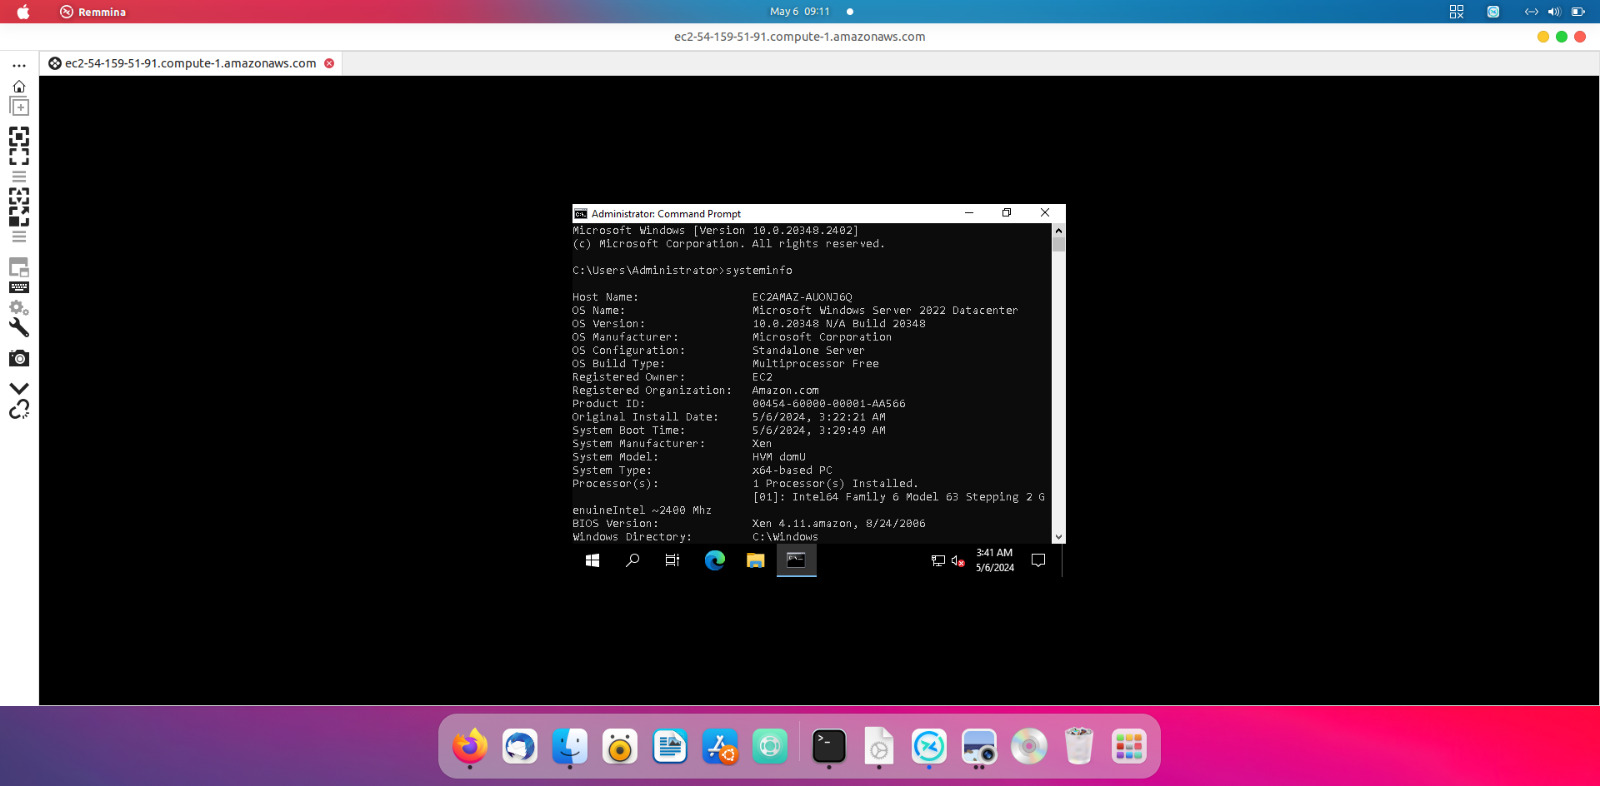 Remmina
May 6 09:11
ec2-54-159-51-91.compute-1.amazonaws.com
ec2-54-159-51-91.compute-1.amazonaws.com
Administrator: Command Prompt
Microsoft Windows [Version 10.0.20348.2402]
(c) Microsoft Corporation. All rights reserved.
C:\Users\Administrator>systeminfo
Host Name: EC2AMAZ-AUONJ6Q
OS Name: Microsoft Windows Server 2022 Datacenter
OS Version: 10.0.20348 N/A Build 20348
OS Manufacturer: Microsoft Corporation
OS Configuration: Standalone Server
OS Build Type: Multiprocessor Free
Registered Owner: EC2
Registered Organization: Amazon.com
Product ID: 00454-60000-00001-AA566
Original Install Date: 5/6/2024, 3:22:21 AM
System Boot Time: 5/6/2024, 3:29:49 AM
System Manufacturer: Xen
System Model: HVM domU
System Type: x64-based PC
Processor(s): 1 Processor(s) Installed.
[01]: Intel64 Family 6 Model 63 Stepping 2 G
enuineIntel ~2400 Mhz
BIOS Version: Xen 4.11.amazon, 8/24/2006
Windows Directory: C:\Windows
3:41 AM
5/6/2024